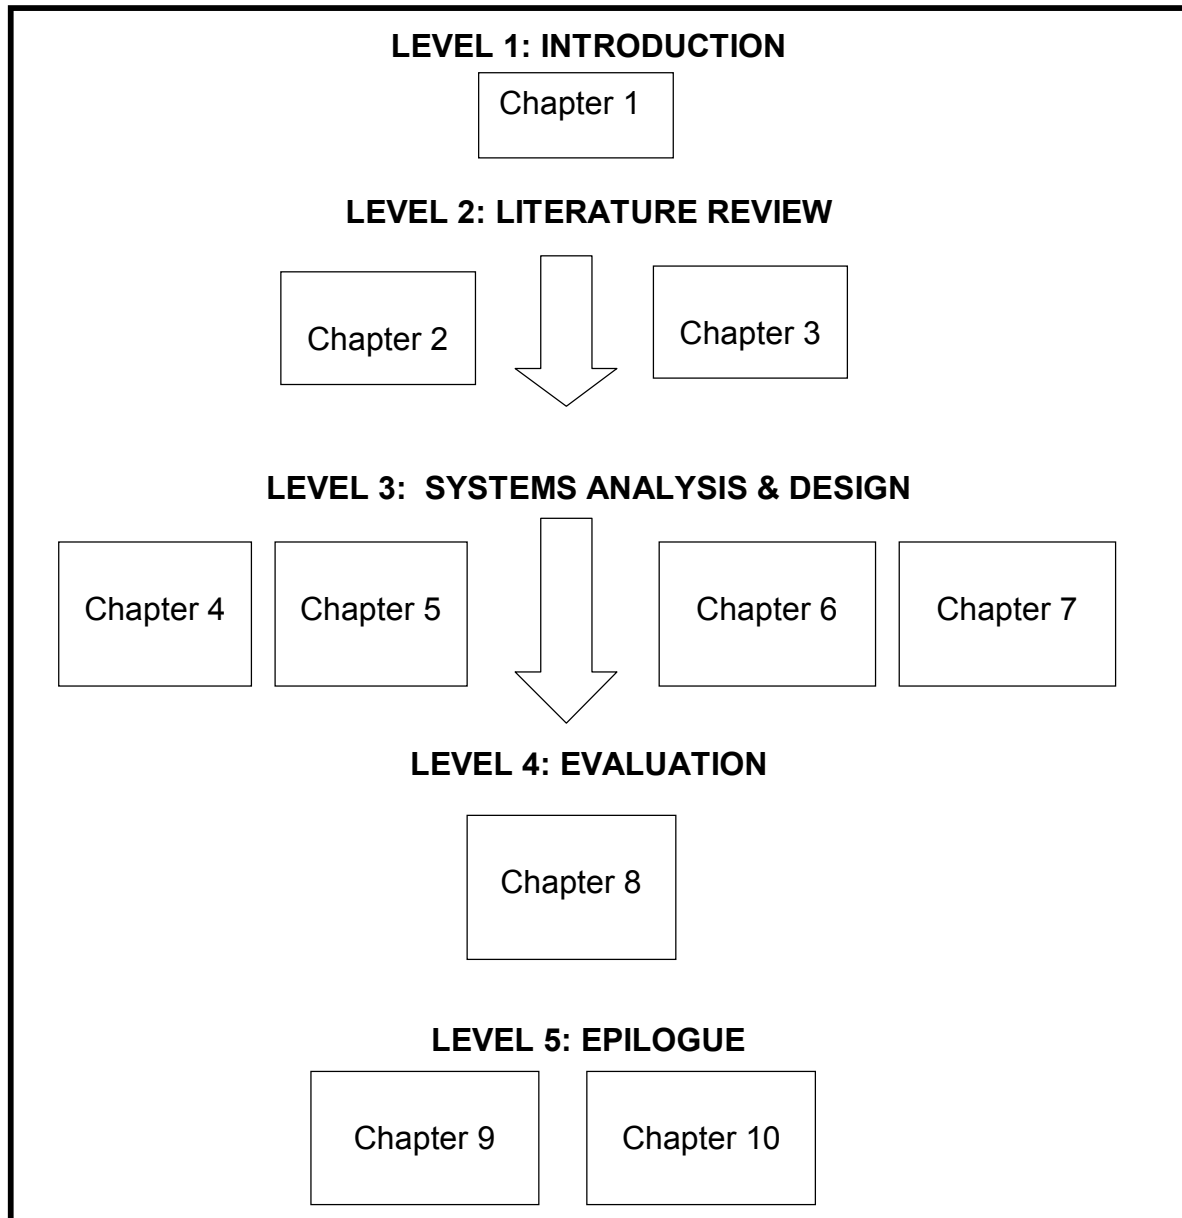 LEVEL 1: INTRODUCTION
Chapter 1
LEVEL 2: LITERATURE REVIEW
Chapter 2
Chapter 3
LEVEL 3:  SYSTEMS ANALYSIS & DESIGN
Chapter 4
Chapter 5
Chapter 6
Chapter 7
LEVEL 4: EVALUATION
Chapter 8
LEVEL 5: EPILOGUE
Chapter 9
Chapter 10